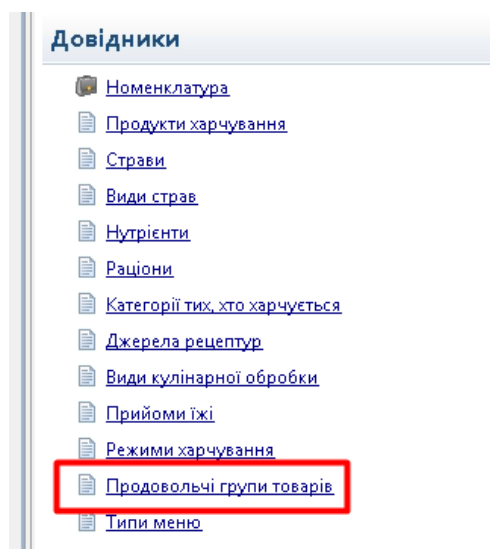 Довідники
Номенклатура
Продукти харчування
Страви
Види страв
Нутрієнти
Раціони
Категорії тих, хто харчується
Джерела рецептур
Види кулінарної обробки
Прийоми їжі
Режими харчування
Продовольчі групи товарів
Типи меню